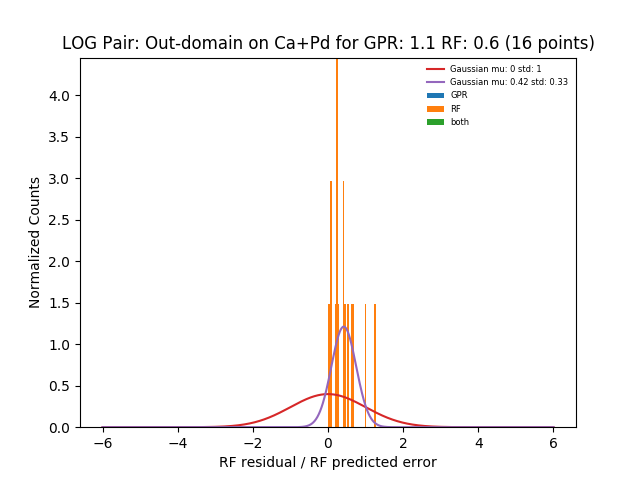 LOG Pair: Out-domain on Ca+Pd for GPR: 1.1 RF: 0.6 (16 points)
Gaussian mu: 0 std: 1
Gaussian mu: 0.42 std: 0.33
GPR
RF
both
Normalized Counts
4.0
3.5
3.0
2.5
2.0
1.5
1.0
0.5
0.0
−6 −4 −2 0 2 4 6
RF residual / RF predicted error